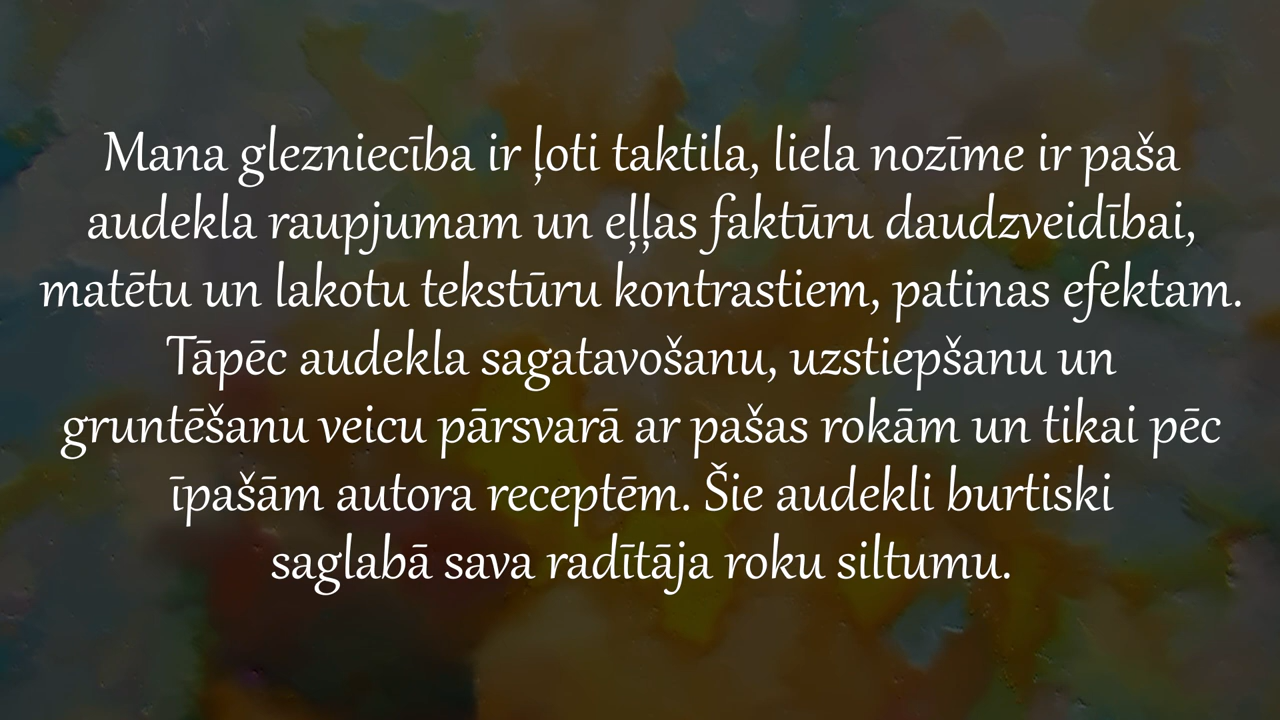 Mana glezniecība ir ļoti taktila, liela nozīme ir paša
audekla raupjumam un eļļas faktūru daudzveidībai,
matētu un lakotu tekstūru kontrastiem, patinas efektam.
Tāpēc audekla sagatavošanu, uzstiepšanu un
gruntēšanu veicu pārsvarā ar pašas rokām un tikai pēc
īpašām autora receptēm. Šie audekli burtiski
saglabā sava radītāja roku siltumu.